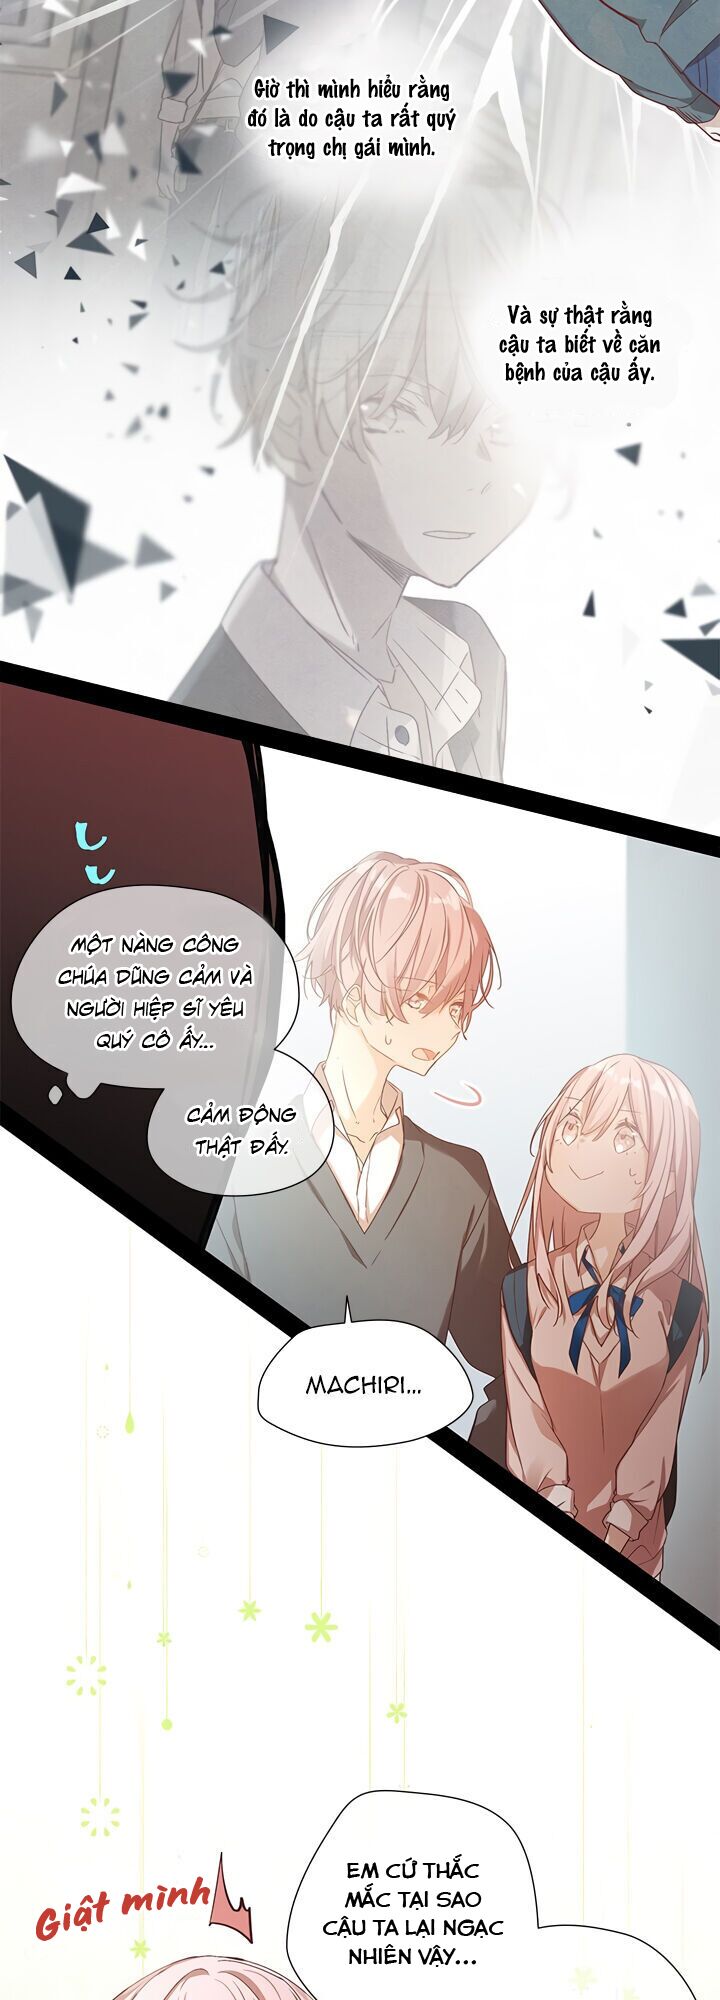 Giờ thì mình hiểu rằng
đó là do cậu ta rất quý
trọng chị gái mình.
Và sự thật rằng
cậu ta biết về căn
bệnh của cậu ấy.
MỘT NÀNG CÔNG
CHÚA DŨNG CẢM VÀ
NGƯỜI HIỆP SĨ YÊU
QUÝ CÔ ẤY...
CẢM ĐỘNG
THẬT ĐẤY.
MACHIRI...
Giật mình
EM CỨ THẮC
MẮC TẠI SAO
CẬU TA LẠI NGẠC
NHIÊN VẬY...